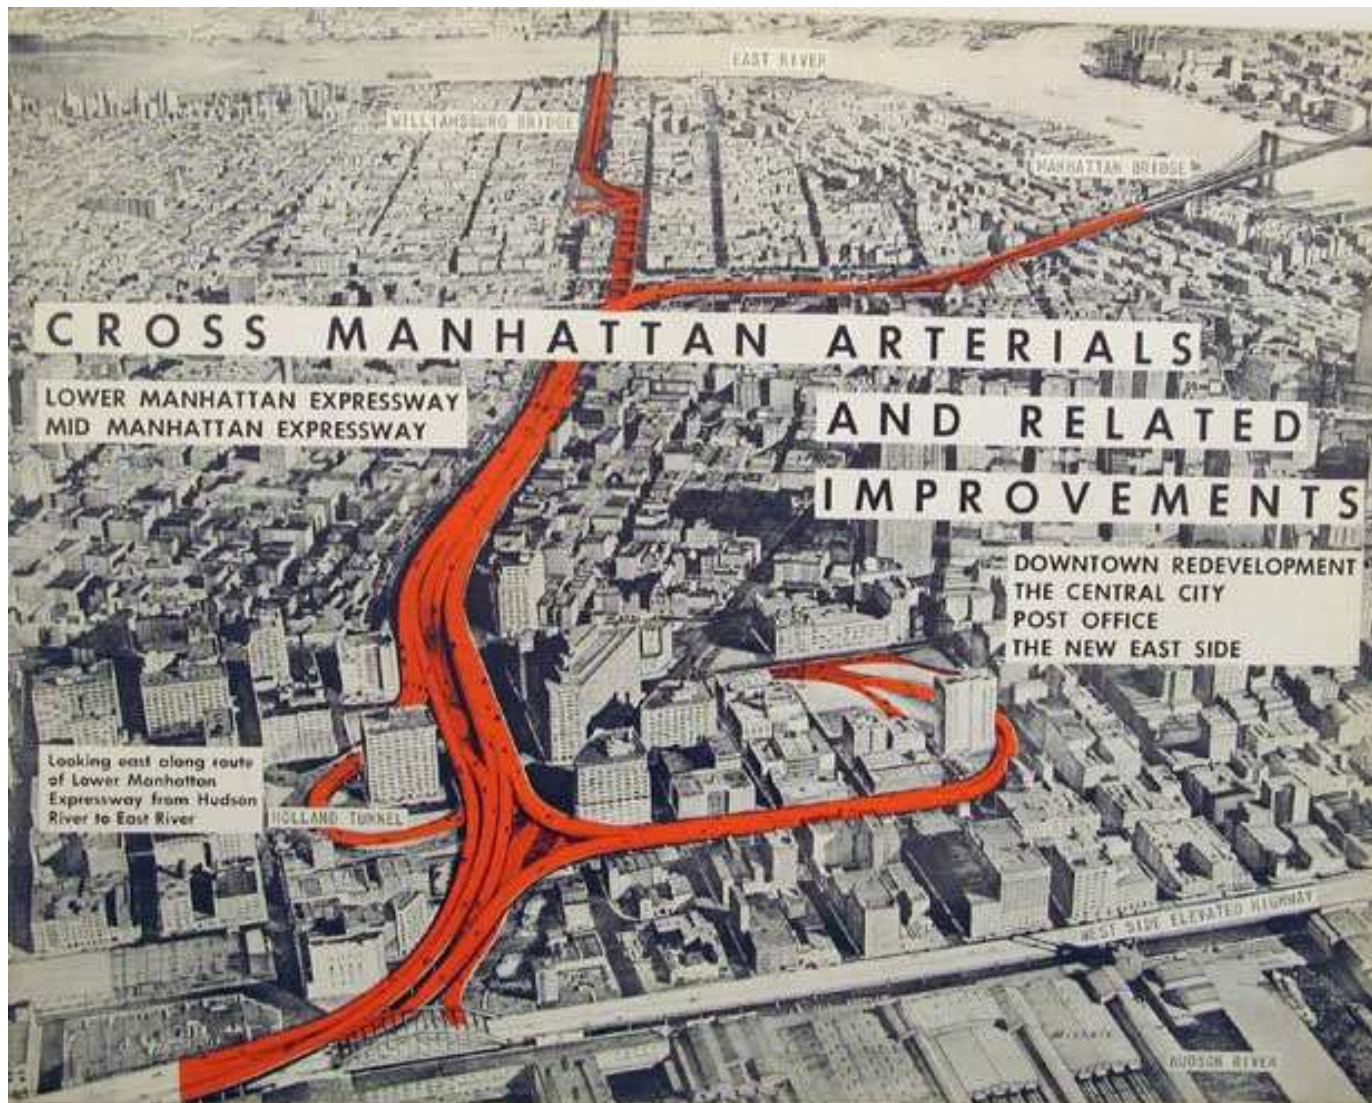 EAST RIVER
WILLIAMSBURG BRIDGE
MANHATTAN BRIDGE
CROSS MANHATTAN ARTERIALS
LOWER MANHATTAN EXPRESSWAY
MID MANHATTAN EXPRESSWAY
AND RELATED
IMPROVEMENTS
DOWNTOWN REDEVELOPMENT
THE CENTRAL CITY
POST OFFICE
THE NEW EAST SIDE
Looking east along route
of Lower Manhattan
Expressway from Hudson
River to East River
HOLLAND TUNNEL
WEST SIDE ELEVATED HIGHWAY
HUDSON RIVER